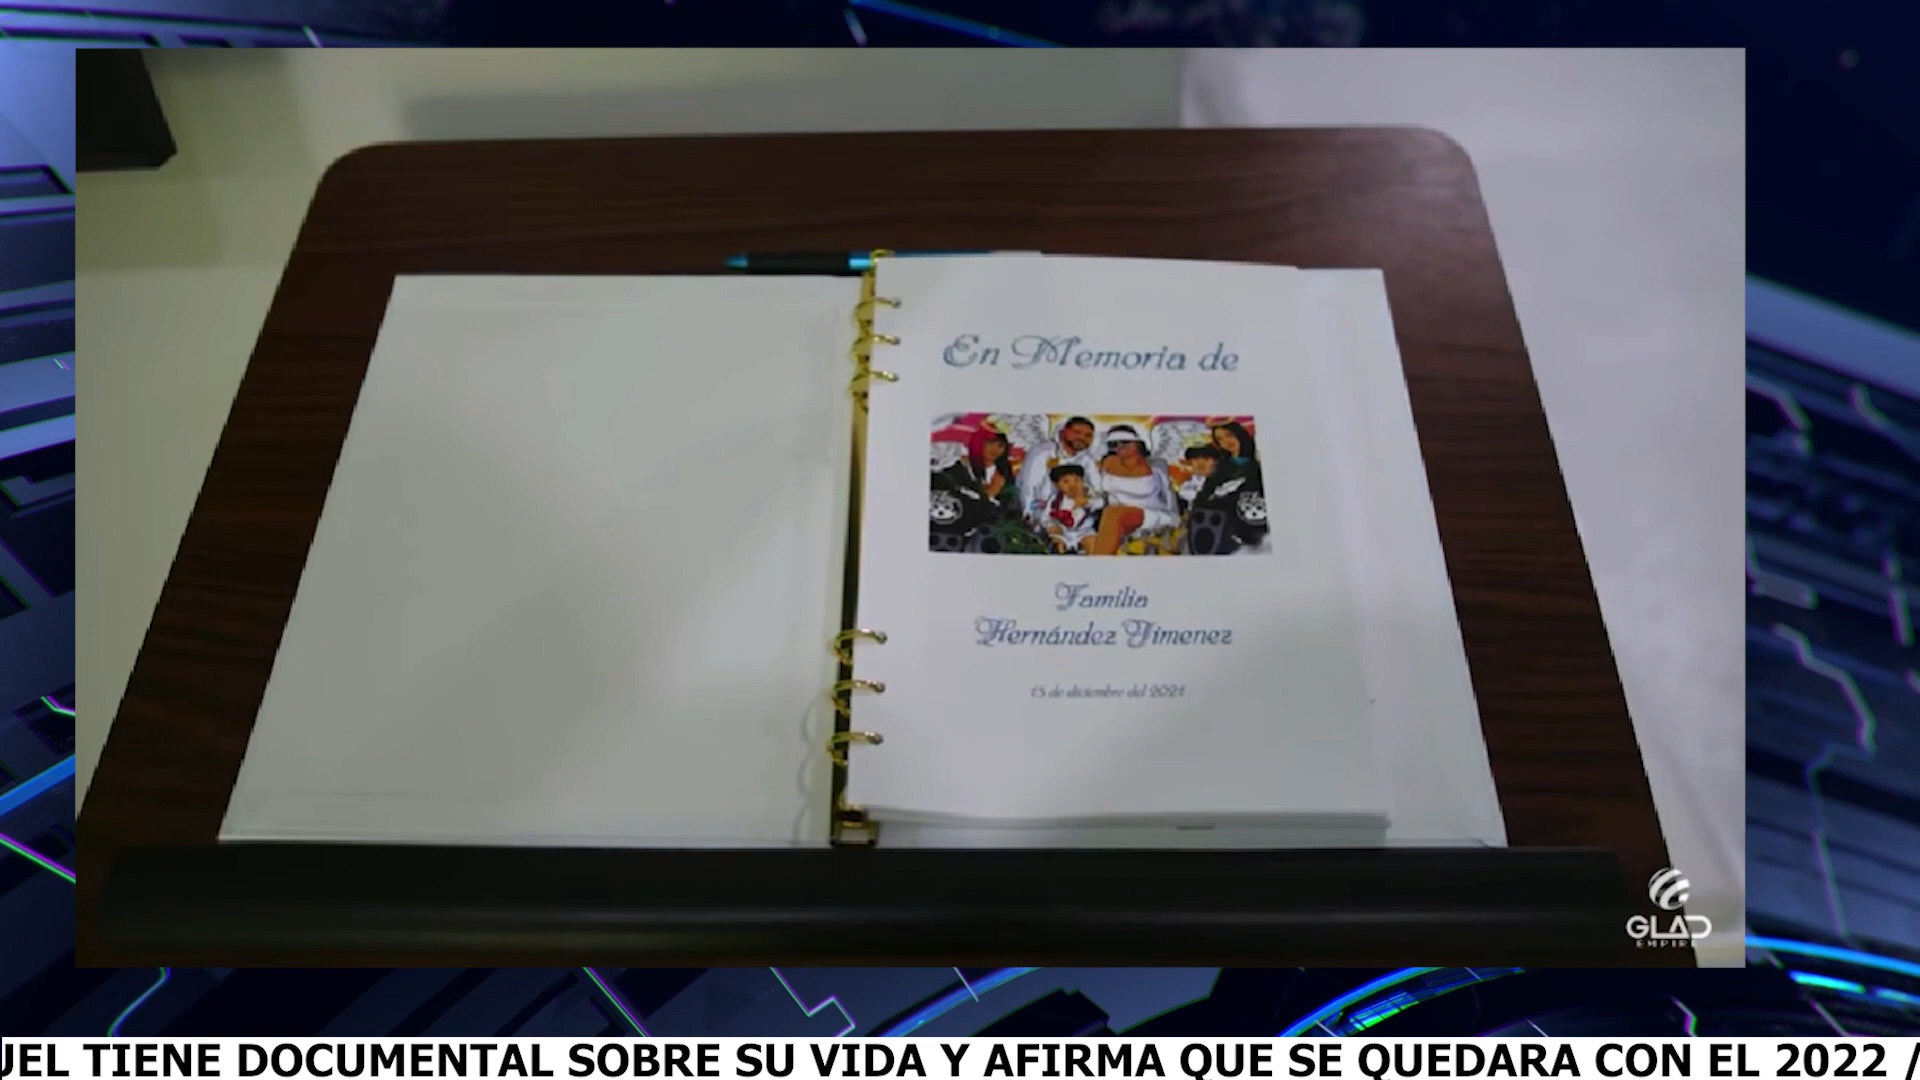 En Memoria de
Familia
Hernández Jimenez
15 de diciembre del 2021
GLAD
EMPIRE
UEL TIENE DOCUMENTAL SOBRE SU VIDA Y AFIRMA QUE SE QUEDARA CON EL 2022 /